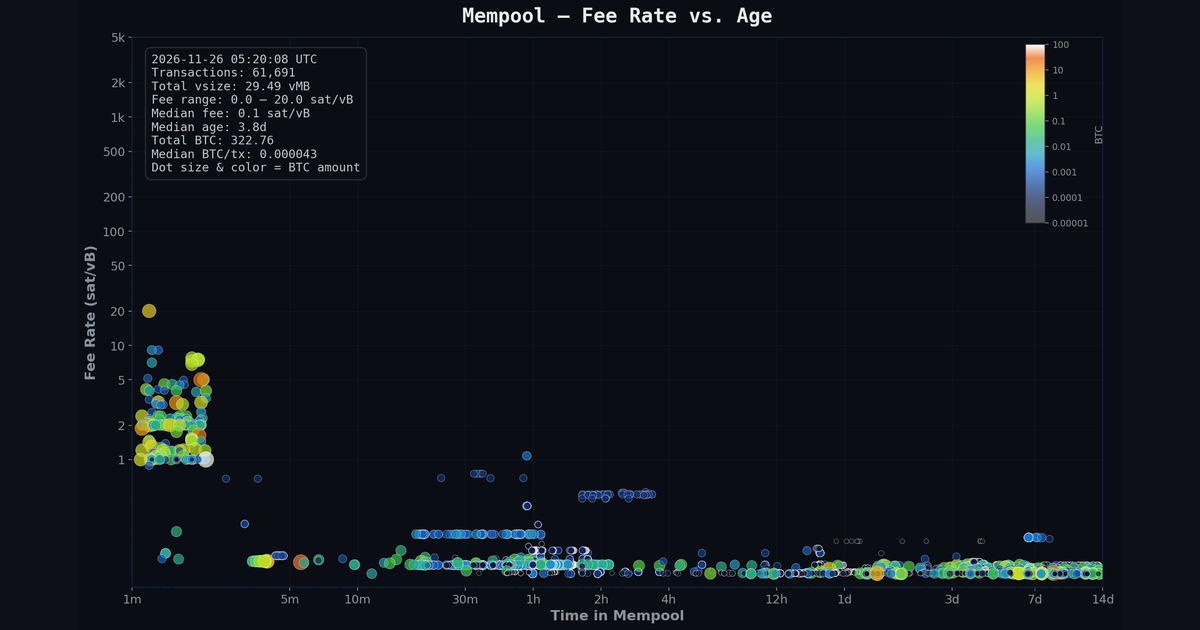 Mempool — Fee Rate vs. Age
5k
2k
1k
500
200
100
50
20
10
5
2
1
Fee Rate (sat/vB)
2026-11-26 05:20:08 UTC
Transactions: 61,691
Total vsize: 29.49 vMB
Fee range: 0.0 – 20.0 sat/vB
Median fee: 0.1 sat/vB
Median age: 3.8d
Total BTC: 322.76
Median BTC/tx: 0.000043
Dot size & color = BTC amount
100
10
1
0.1
0.01
0.001
0.0001
0.00001
BTC
1m 5m 10m 30m 1h 2h 4h 12h 1d 3d 7d 14d
Time in Mempool